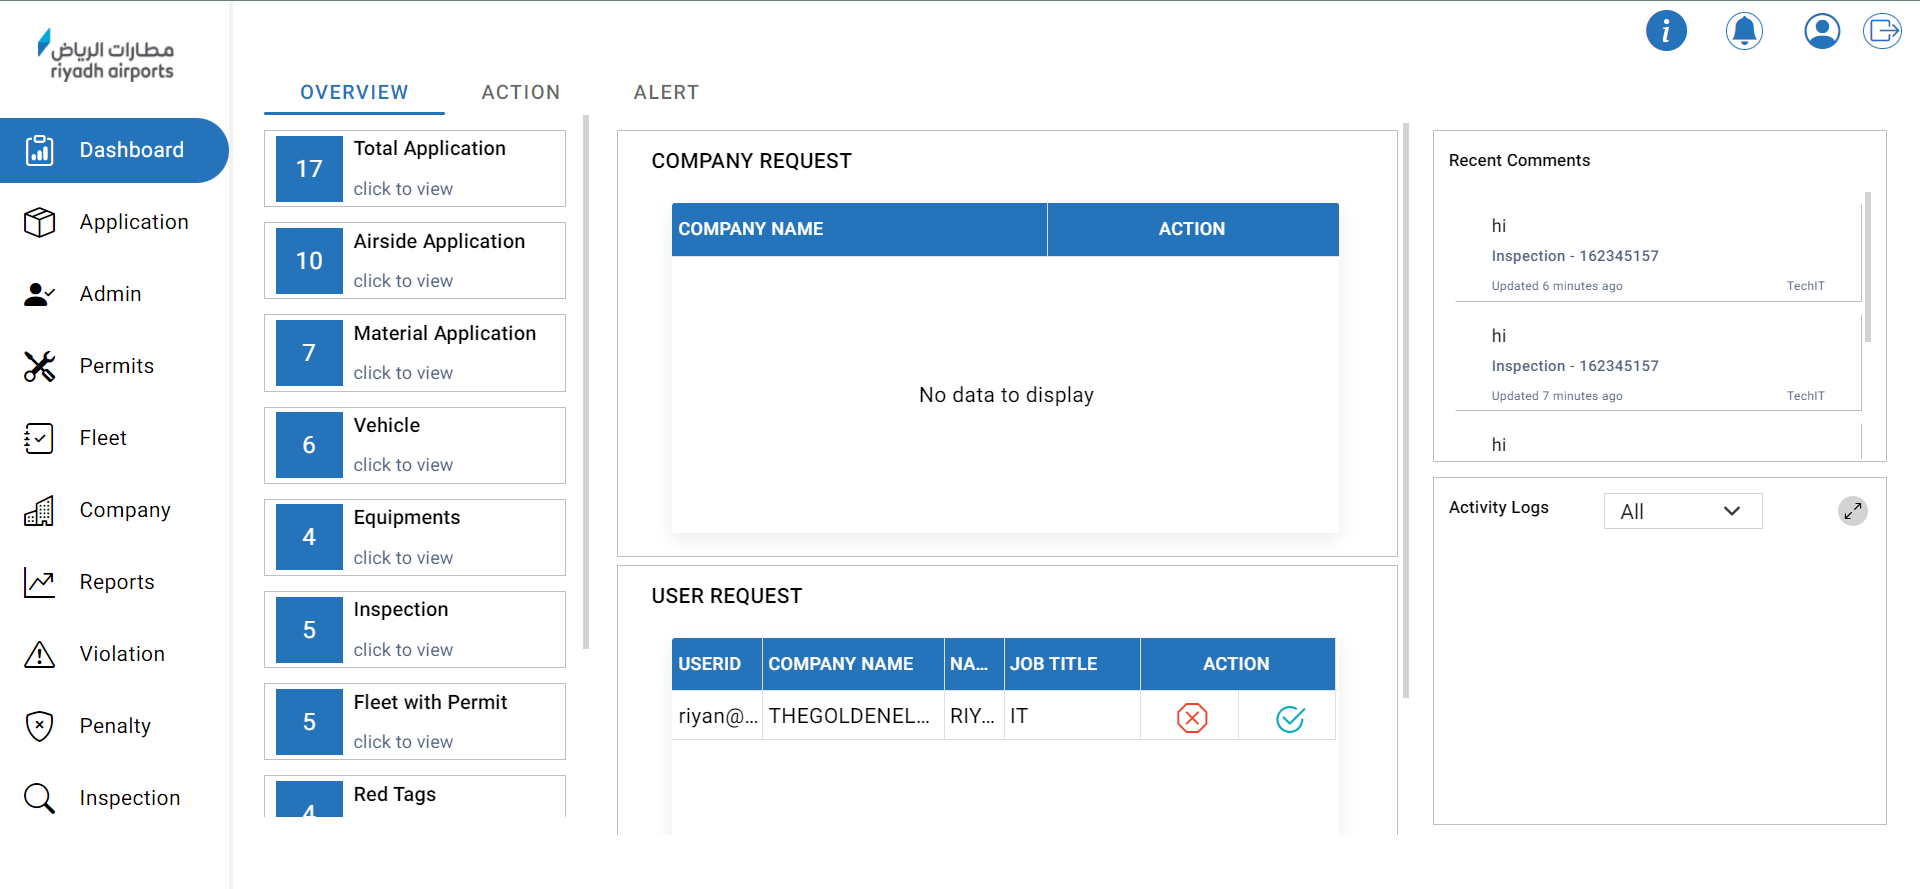 مطارات الرياض
riyadh airports
Dashboard
Application
Admin
Permits
Fleet
Company
Reports
Violation
Penalty
Inspection
i
OVERVIEW
ACTION
ALERT
17
Total Application
click to view
10
Airside Application
click to view
7
Material Application
click to view
6
Vehicle
click to view
4
Equipments
click to view
5
Inspection
click to view
5
Fleet with Permit
click to view
4
Red Tags
COMPANY REQUEST
COMPANY NAME ACTION
No data to display
USER REQUEST
USERID COMPANY NAME NA... JOB TITLE ACTION
riyan@... THEGOLDENEL... RIY... IT
Recent Comments
hi
Inspection - 162345157
Updated 6 minutes ago TechIT
hi
Inspection - 162345157
Updated 7 minutes ago TechIT
hi
Activity Logs All